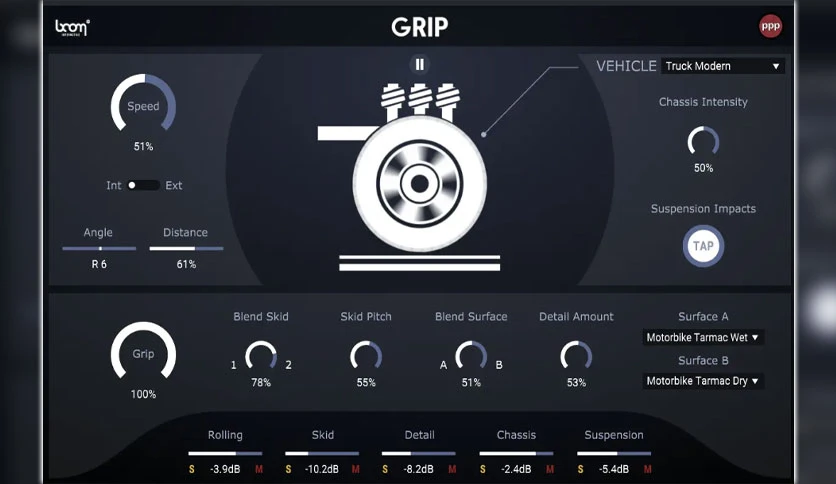 boom
GRIP
ppp
VEHICLE Truck Modern
Speed
51%
Chassis Intensity
50%
Int Ext
Suspension Impacts
TAP
Angle Distance
R 6 61%
Blend Skid Skid Pitch Blend Surface Detail Amount Surface A
Motorbike Tarmac Wet
Grip
1 2 A B
Surface B
78% 55% 51% 53% Motorbike Tarmac Dry
100%
Rolling Skid Detail Chassis Suspension
S -3.9dB M S -10.2dB M S -8.2dB M S -2.4dB M S -5.4dB M